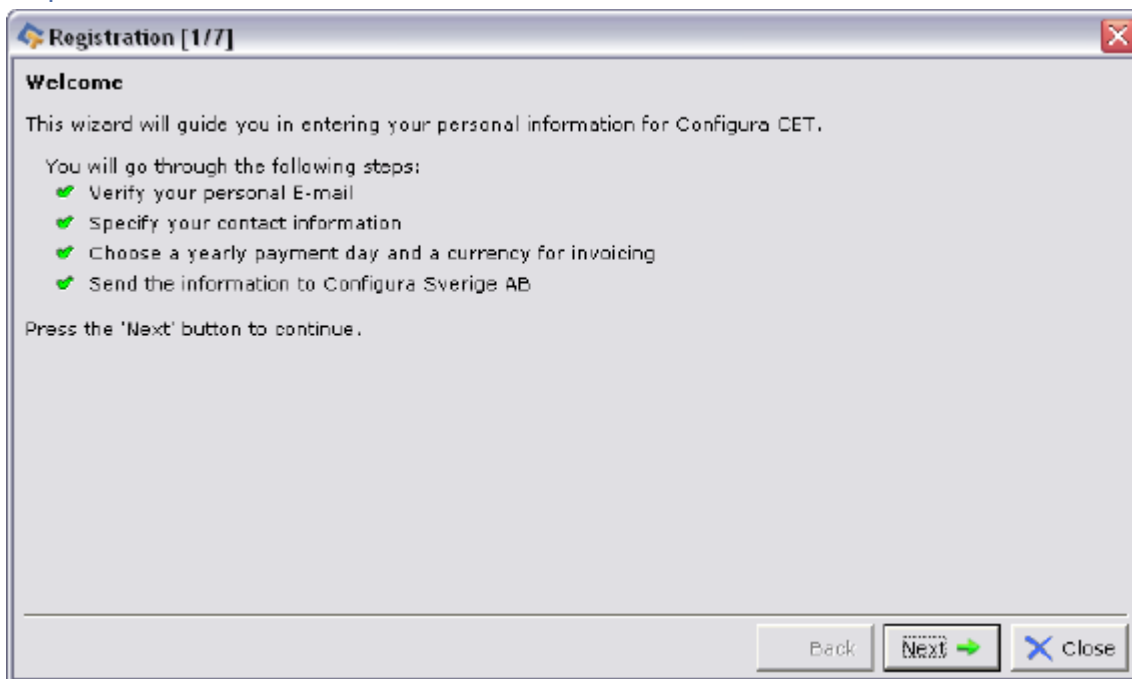 Registration [1/7]
Welcome
This wizard will guide you in entering your personal information for Configura CET.
You will go through the following steps:
Verify your personal E-mail
Specify your contact information
Choose a yearly payment day and a currency for invoicing
Send the information to Configura Sverige AB
Press the 'Next' button to continue.
Back Next Close